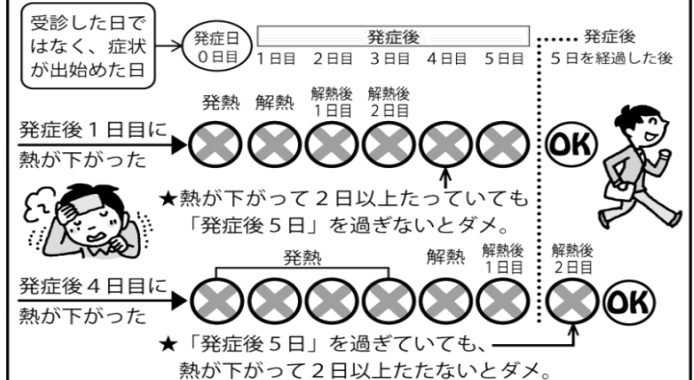 受診した日で
はなく、症状
が出始めた日
発症日
0日目
発症後
1日目 2日目 3日目 4日目 5日目
発症後
5日を経過した後
発熱 解熱 解熱後 解熱後
1日目 2日目
発症後1日目に
熱が下がった
OK
★熱が下がって2日以上たっていても
「発症後5日」を過ぎないとダメ。
発熱 解熱 解熱後 解熱後
1日目 2日目
発症後4日目に
熱が下がった
OK
★「発症後5日」を過ぎていても、
熱が下がって2日以上たたないとダメ。